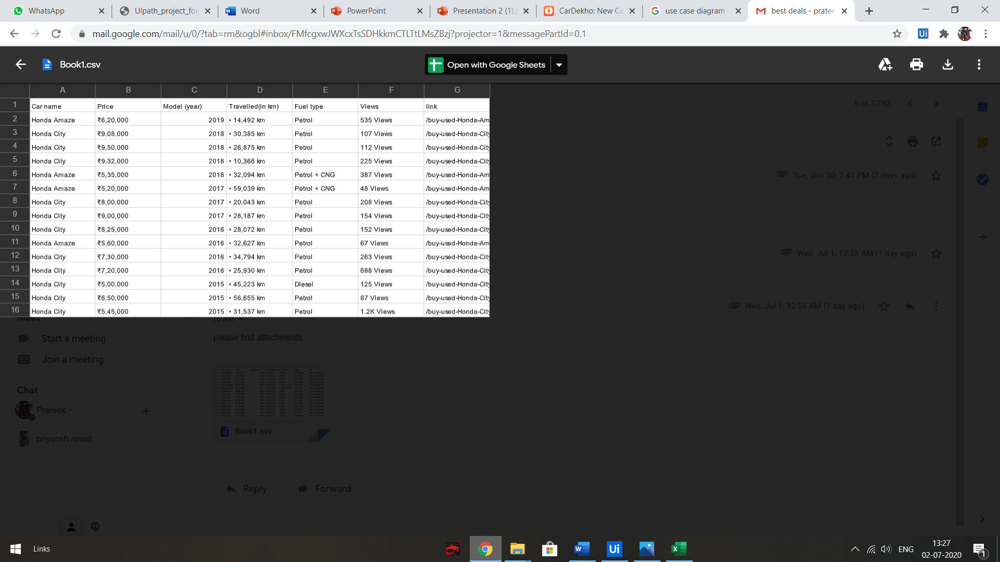 WhatsApp
UIpath_project_for
Word
PowerPoint
Presentation 2 (1).p
CarDekho: New Ca
use case diagram -
best deals - pratee
mail.google.com/mail/u/0/?tab=rm&ogbl#inbox/FMfcgxwJWXcxTsSDHkkmCTLTtLMsZBzj?projector=1&messagePartId=0.1
Ui
Book1.csv
Open with Google Sheets
A B C D E F G
1 Car name Price Model (year) Travelled(in km) Fuel type Views link
2 Honda Amaze ₹6,20,000 2019 • 14,492 km Petrol 535 Views /buy-used-Honda-Am
3 Honda City ₹9,08,000 2018 • 30,385 km Petrol 107 Views /buy-used-Honda-City
4 Honda City ₹9,50,000 2018 • 26,875 km Petrol 112 Views /buy-used-Honda-City
5 Honda City ₹9,32,000 2018 • 10,366 km Petrol 225 Views /buy-used-Honda-City
6 Honda Amaze ₹5,35,000 2018 • 32,094 km Petrol + CNG 387 Views /buy-used-Honda-Am
7 Honda Amaze ₹5,20,000 2017 • 59,039 km Petrol + CNG 48 Views /buy-used-Honda-Am
8 Honda City ₹8,00,000 2017 • 20,043 km Petrol 208 Views /buy-used-Honda-City
9 Honda City ₹9,00,000 2017 • 28,187 km Petrol 154 Views /buy-used-Honda-City
10 Honda City ₹8,25,000 2016 • 28,072 km Petrol 152 Views /buy-used-Honda-City
11 Honda Amaze ₹5,60,000 2016 • 32,627 km Petrol 67 Views /buy-used-Honda-Am
12 Honda City ₹7,30,000 2016 • 34,794 km Petrol 263 Views /buy-used-Honda-City
13 Honda City ₹7,20,000 2016 • 25,930 km Petrol 688 Views /buy-used-Honda-City
14 Honda City ₹5,00,000 2015 • 45,223 km Diesel 125 Views /buy-used-Honda-City
15 Honda City ₹6,50,000 2015 • 56,655 km Petrol 87 Views /buy-used-Honda-City
16 Honda City ₹5,45,000 2015 • 31,537 km Petrol 1.2K Views /buy-used-Honda-City
5 of 3,793
31
Tue, Jun 30, 7:43 PM (2 days ago)
Wed, Jul 1, 12:53 AM (1 day ago)
Wed, Jul 1, 12:55 AM (1 day ago)
Meet
to me
Start a meeting
please find attachments
Join a meeting
Chat
Prateek
Book1.csv
priyansh rawat
Reply
Forward
Links
Ui
ENG
13:27
02-07-2020
1